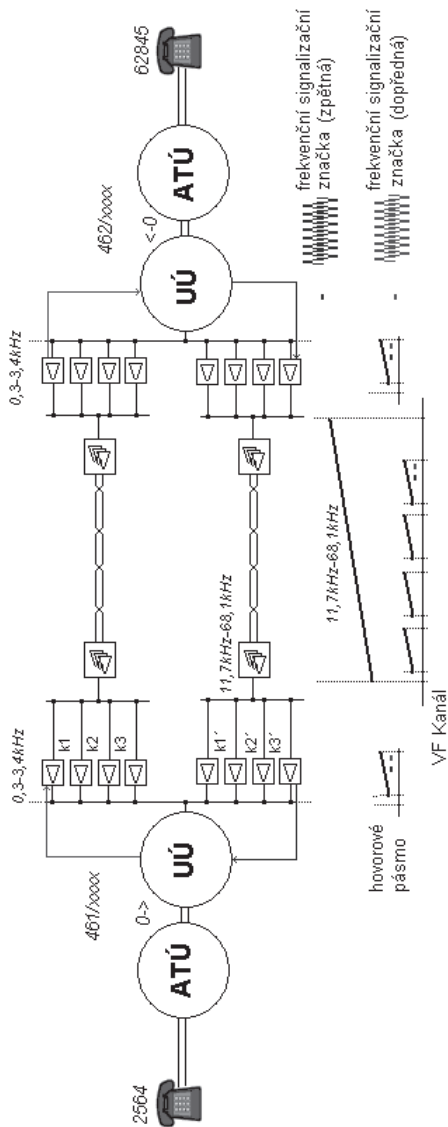 2564
ATÚ
461/xxxx
0->
UÚ
0,3-3,4kHz
k1
k2
k3
k1´
k2´
k3´
11,7kHz-68,1kHz
0,3-3,4kHz
462/xxxx
<-0
UÚ
ATÚ
62845
hovorové
pásmo
VF Kanál
11,7kHz-68,1kHz
- frekvenční signalizační
značka (zpětná)
- frekvenční signalizační
značka (dopředná)